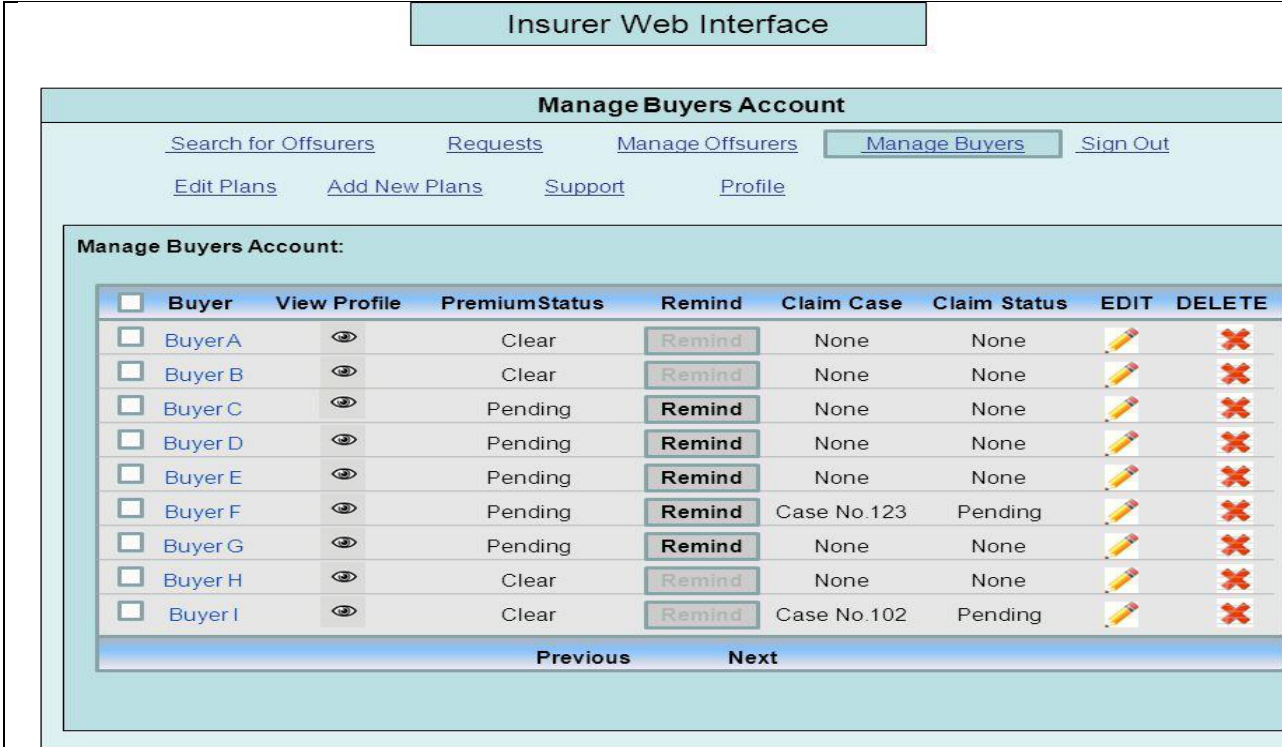 Insurer Web Interface
Manage Buyers Account
Search for Offsurers Requests Manage Offsurers Manage Buyers Sign Out
Edit Plans Add New Plans Support Profile
Manage Buyers Account:
Buyer View Profile Premium Status Remind Claim Case Claim Status EDIT DELETE
Buyer A Clear Remind None None
Buyer B Clear Remind None None
Buyer C Pending Remind None None
Buyer D Pending Remind None None
Buyer E Pending Remind None None
Buyer F Pending Remind Case No.123 Pending
Buyer G Pending Remind None None
Buyer H Clear Remind None None
Buyer I Clear Remind Case No.102 Pending
Previous Next